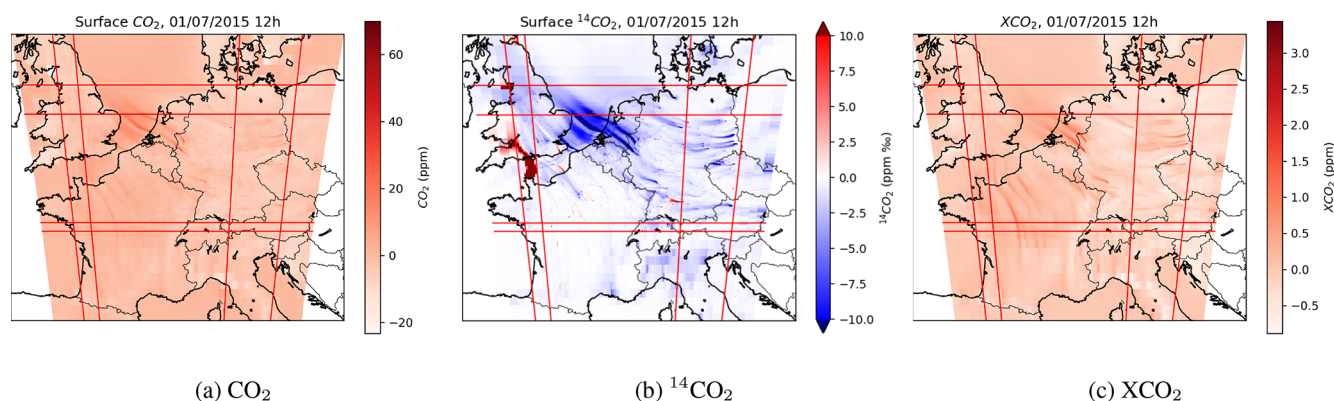 Surface CO₂, 01/07/2015 12h
60
40
20
0
−20
CO₂ (ppm)
(a) CO₂
Surface ¹⁴CO₂, 01/07/2015 12h
10.0
7.5
5.0
2.5
0.0
−2.5
−5.0
−7.5
−10.0
¹⁴CO₂ (ppm ‰)
(b) ¹⁴CO₂
XCO₂, 01/07/2015 12h
3.0
2.5
2.0
1.5
1.0
0.5
0.0
−0.5
XCO₂ (ppm)
(c) XCO₂